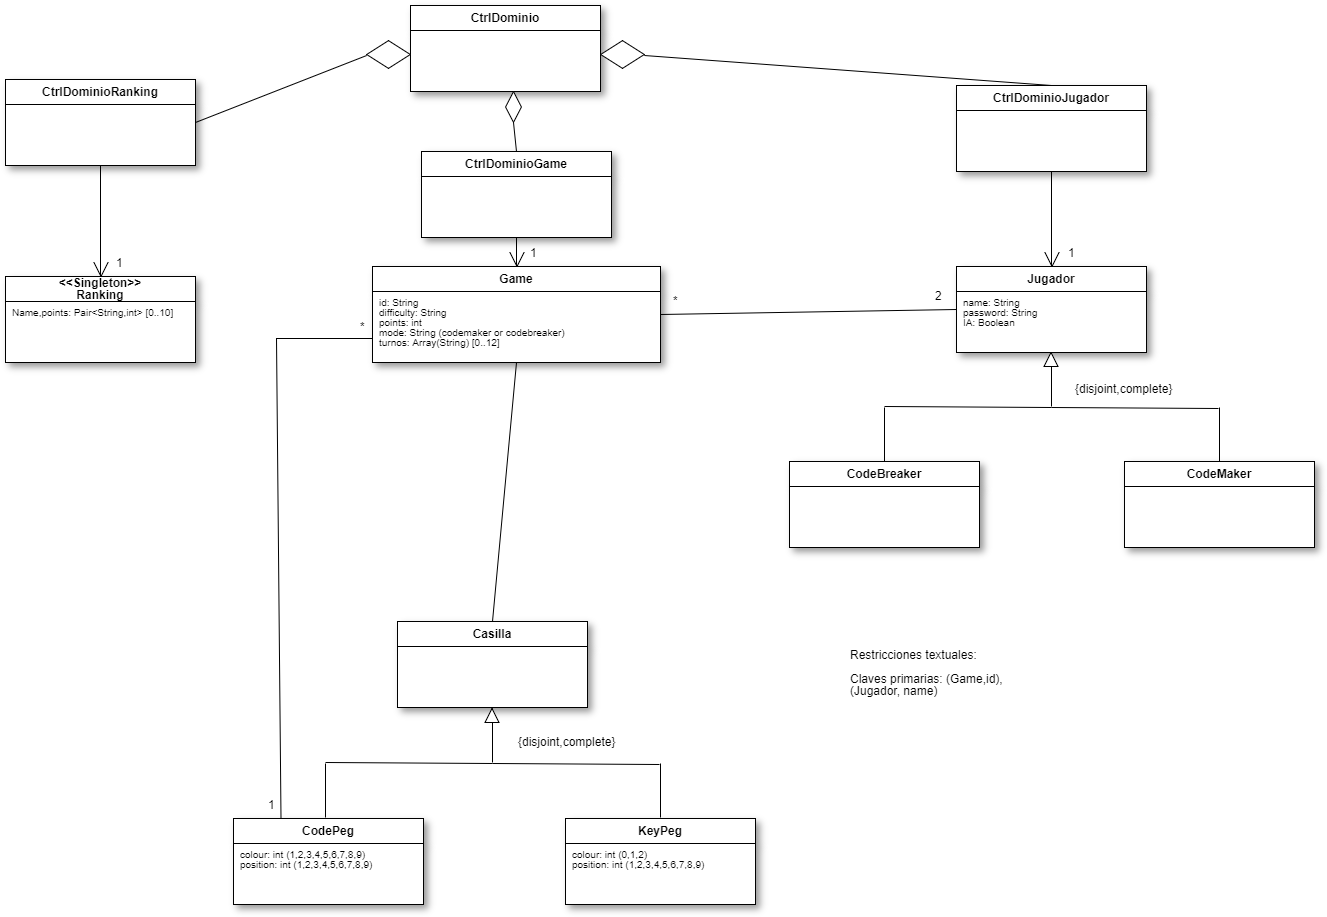 CtrlDominio
CtrlDominioRanking
CtrlDominioJugador
CtrlDominioGame
1
1
1
<<Singleton>>
Ranking
Name,points: Pair<String,int> [0..10]
Game
id: String
difficulty: String
points: int
mode: String (codemaker or codebreaker)
turnos: Array(String) [0..12]
*
*
2
Jugador
name: String
password: String
IA: Boolean
{disjoint,complete}
CodeBreaker
CodeMaker
Casilla
Restricciones textuales:
Claves primarias: (Game,id),
(Jugador, name)
{disjoint,complete}
1
CodePeg
colour: int (1,2,3,4,5,6,7,8,9)
position: int (1,2,3,4,5,6,7,8,9)
KeyPeg
colour: int (0,1,2)
position: int (1,2,3,4,5,6,7,8,9)